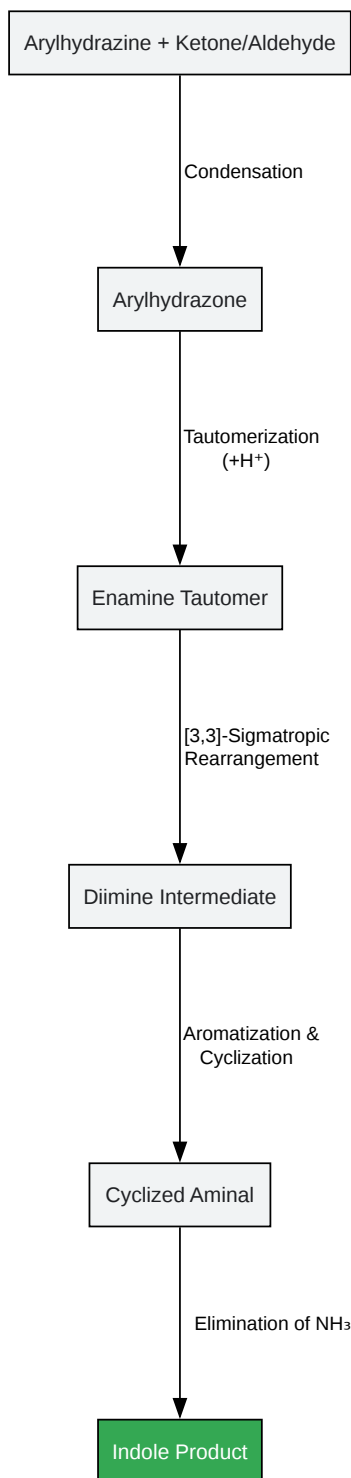 Arylhydrazine + Ketone/Aldehyde
Condensation
Arylhydrazone
Tautomerization
(+H⁺)
Enamine Tautomer
[3,3]-Sigmatropic
Rearrangement
Diimine Intermediate
Aromatization &
Cyclization
Cyclized Aminal
Elimination of NH₃
Indole Product